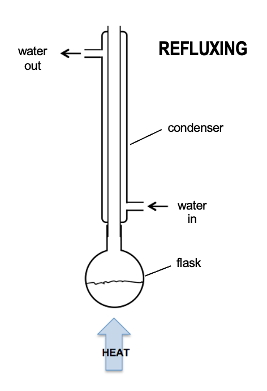 REFLUXING
water
out
condenser
water
in
flask
HEAT